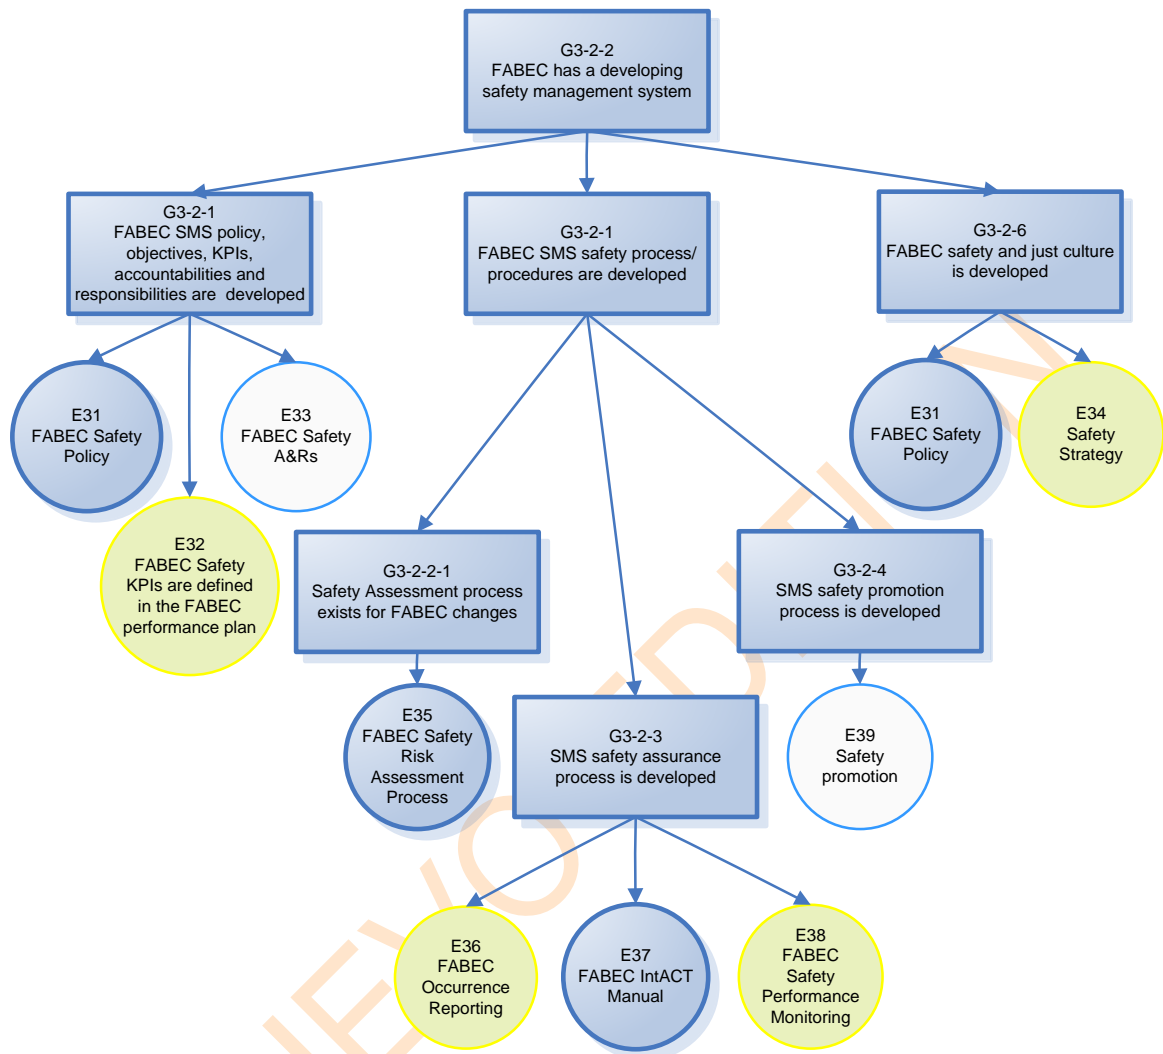 G3-2-2
FABEC has a developing
safety management system
G3-2-1
FABEC SMS policy,
objectives, KPIs,
accountabilities and
responsibilities are  developed
G3-2-1
FABEC SMS safety process/
procedures are developed
G3-2-6
FABEC safety and just culture
is developed
E31
FABEC Safety
Policy
E33
FABEC Safety
A&Rs
E31
FABEC Safety
Policy
E34
Safety
Strategy
E32
FABEC Safety
KPIs are defined
in the FABEC
performance plan
G3-2-2-1
Safety Assessment process
exists for FABEC changes
G3-2-4
SMS safety promotion
process is developed
E35
FABEC Safety
Risk
Assessment
Process
G3-2-3
SMS safety assurance
process is developed
E39
Safety
promotion
E36
FABEC
Occurrence
Reporting
E37
FABEC IntACT
Manual
E38
FABEC
Safety
Performance
Monitoring